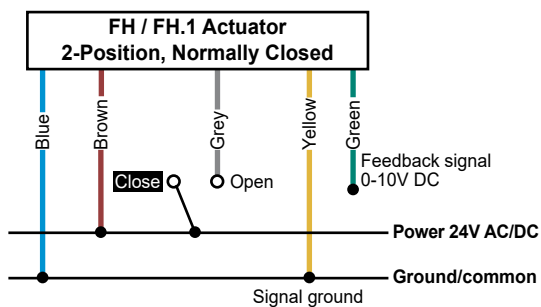 FH / FH.1 Actuator
2-Position, Normally Closed
Blue
Brown
Grey
Yellow
Green
Feedback signal
0-10V DC
Close
Open
Power 24V AC/DC
Ground/common
Signal ground